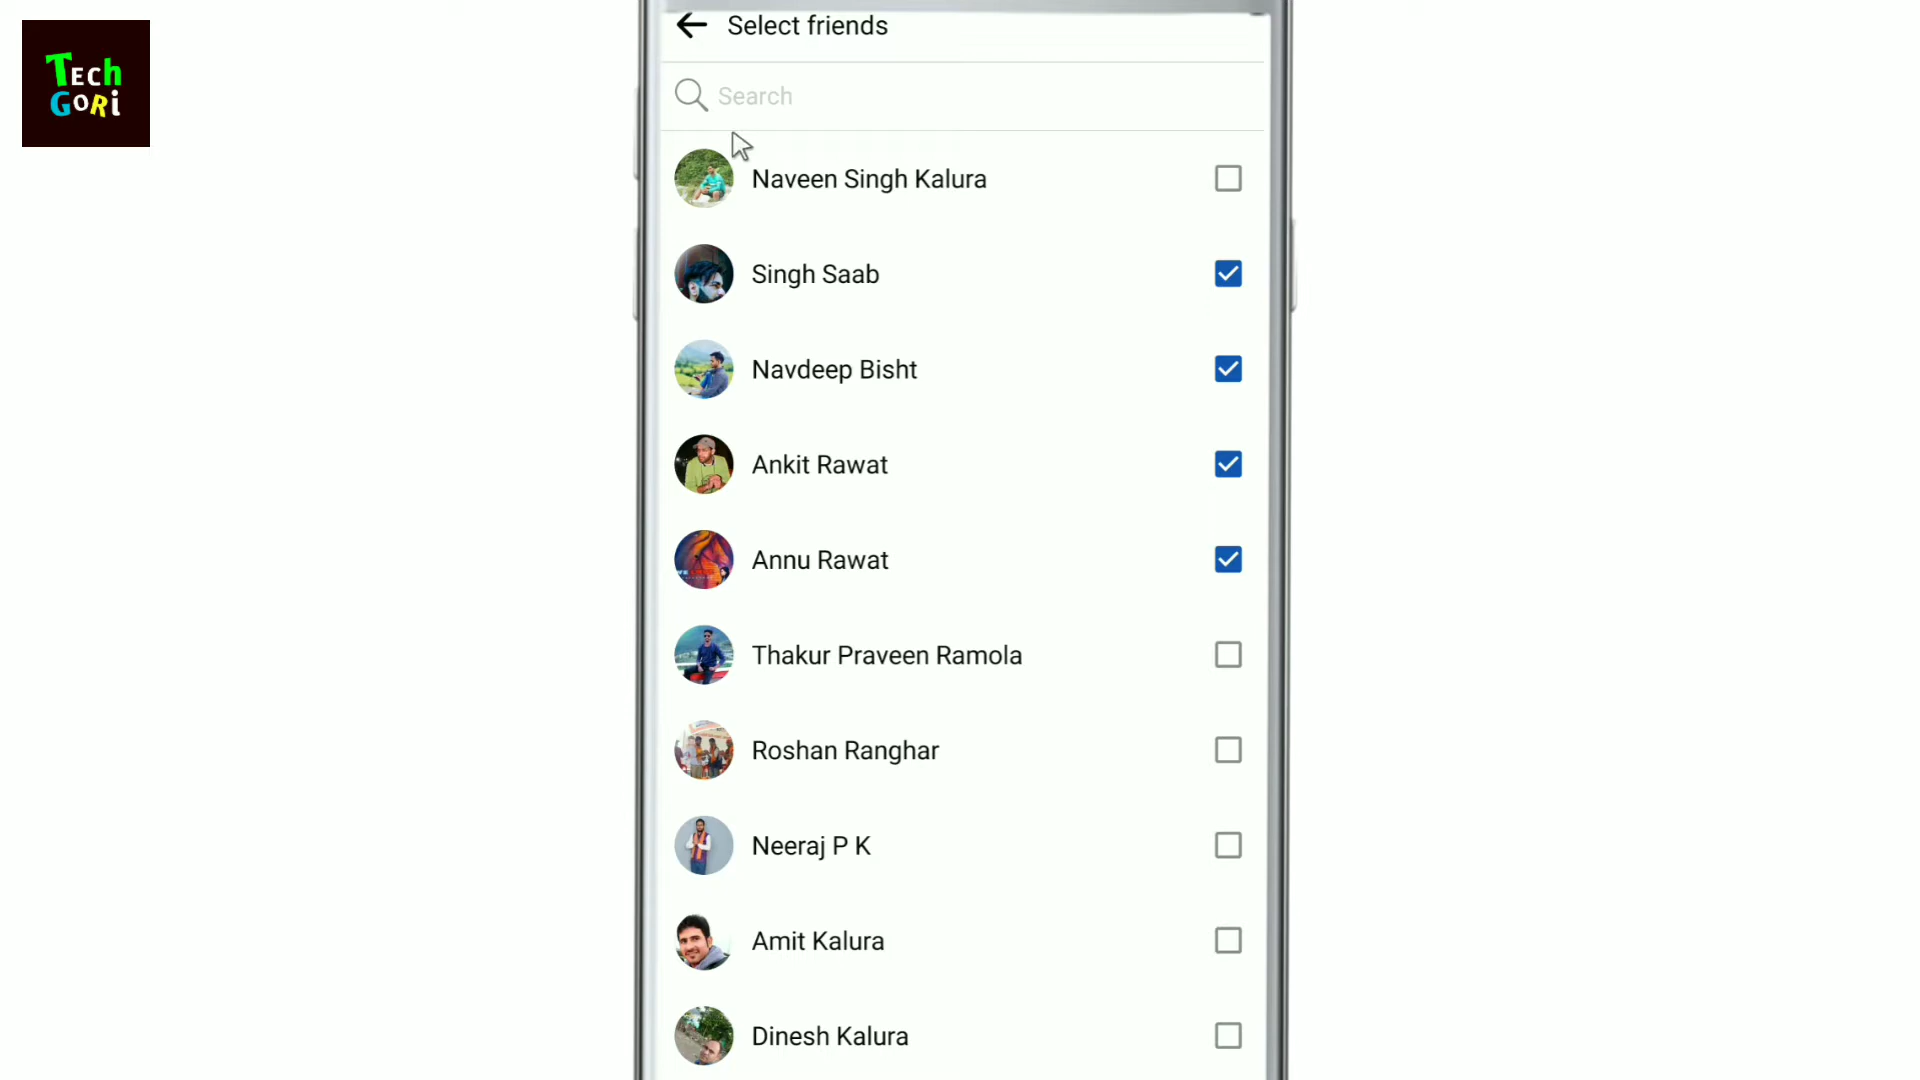 Tech
Gori
Select friends
Search
Naveen Singh Kalura
Singh Saab
Navdeep Bisht
Ankit Rawat
Annu Rawat
Thakur Praveen Ramola
Roshan Ranghar
Neeraj P K
Amit Kalura
Dinesh Kalura